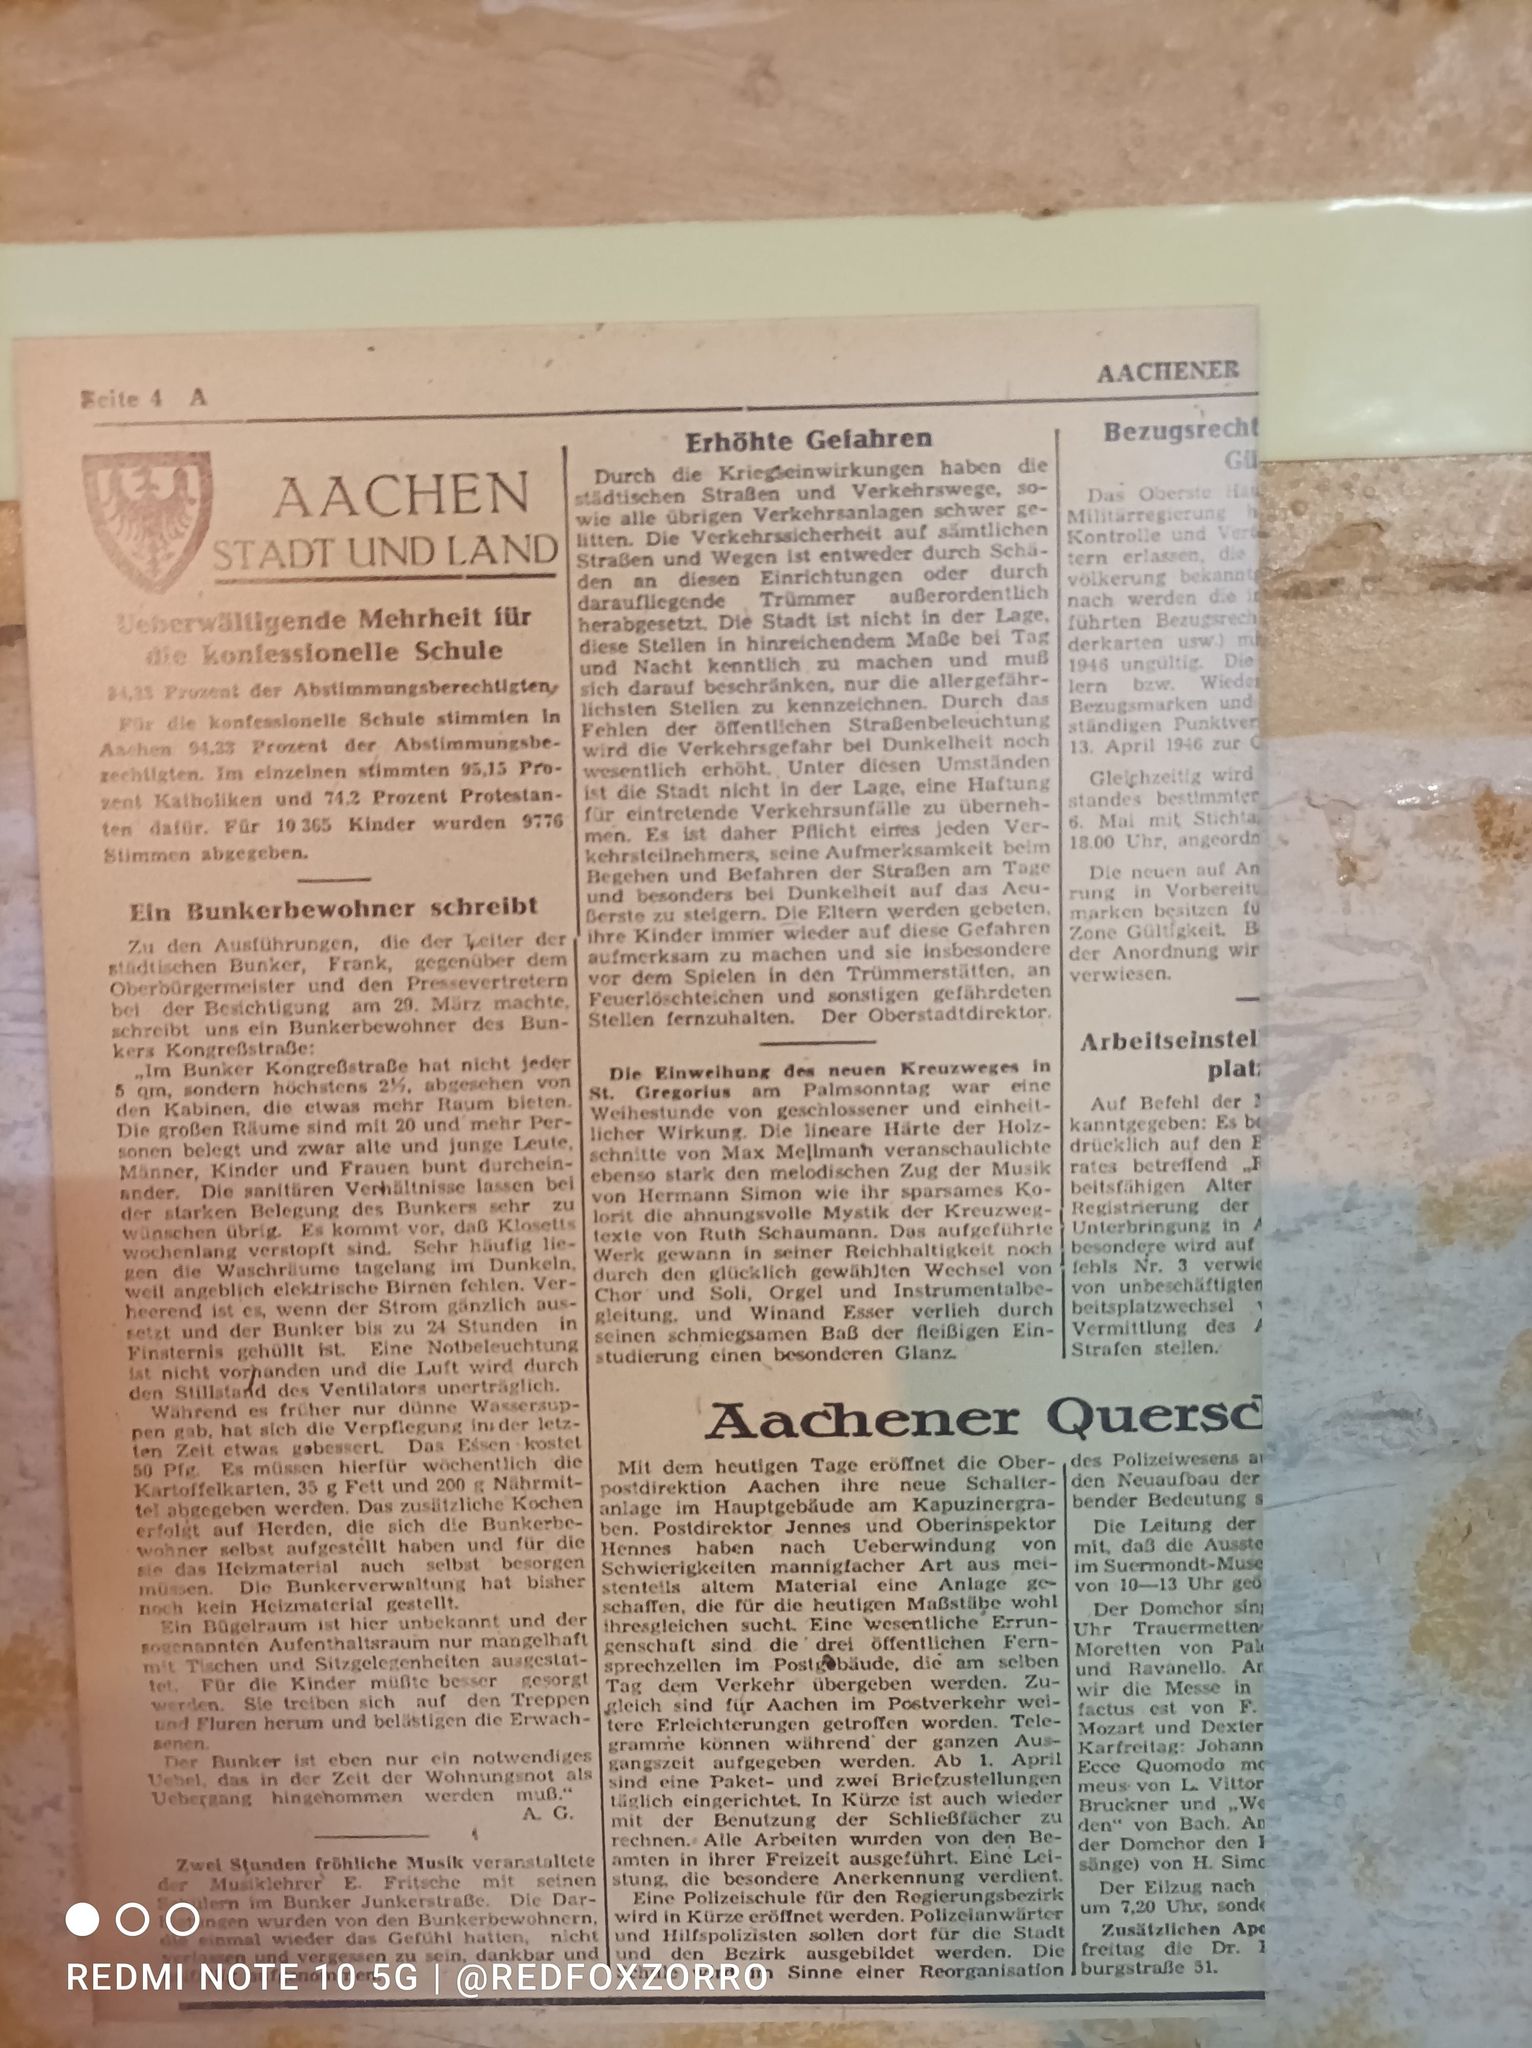 Seite 4 A
AACHENER
AACHEN
STADT UND LAND
Ueberwältigende Mehrheit für
die konfessionelle Schule
94,33 Prozent der Abstimmungsberechtigten
Für die konfessionelle Schule stimmten in
Aachen 94,33 Prozent der Abstimmungsbe-
rechtigten. Im einzelnen stimmten 95,15 Pro-
zent Katholiken und 74,2 Prozent Protestan-
ten dafür. Für 10 365 Kinder wurden 9776
Stimmen abgegeben.
Ein Bunkerbewohner schreibt
Zu den Ausführungen, die der Leiter der
städtischen Bunker, Frank, gegenüber dem
Oberbürgermeister und den Pressevertretern
bei der Besichtigung am 29. März machte,
schreibt uns ein Bunkerbewohner des Bun-
kers Kongreßstraße:
„Im Bunker Kongreßstraße hat nicht jeder
5 qm, sondern höchstens 2½, abgesehen von
den Kabinen, die etwas mehr Raum bieten.
Die großen Räume sind mit 20 und mehr Per-
sonen belegt und zwar alte und junge Leute,
Männer, Kinder und Frauen bunt durchein-
ander. Die sanitären Verhältnisse lassen bei
der starken Belegung des Bunkers sehr zu
wünschen übrig. Es kommt vor, daß Klosetts
wochenlang verstopft sind. Sehr häufig lie-
gen die Waschräume tagelang im Dunkeln,
weil angeblich elektrische Birnen fehlen. Ver-
heerend ist es, wenn der Strom gänzlich aus-
setzt und der Bunker bis zu 24 Stunden in
Finsternis gehüllt ist. Eine Notbeleuchtung
ist nicht vorhanden und die Luft wird durch
den Stillstand des Ventilators unerträglich.
Während es früher nur dünne Wassersup-
pen gab, hat sich die Verpflegung in der letz-
ten Zeit etwas gebessert. Das Essen kostet
50 Pfg. Es müssen hierfür wöchentlich die
Kartoffelkarten, 35 g Fett und 200 g Nährmit-
tel abgegeben werden. Das zusätzliche Kochen
erfolgt auf Herden, die sich die Bunkerbe-
wohner selbst aufgestellt haben und für die
sie das Heizmaterial auch selbst besorgen
müssen. Die Bunkerverwaltung hat bisher
noch kein Heizmaterial gestellt.
Ein Bügelraum ist hier unbekannt und der
sogenannten Aufenthaltsraum nur mangelhaft
mit Tischen und Sitzgelegenheiten ausgestat-
tet. Für die Kinder müßte besser gesorgt
werden. Sie treiben sich auf den Treppen
und Fluren herum und belästigen die Erwach-
senen.
Der Bunker ist eben nur ein notwendiges
Uebel, das in der Zeit der Wohnungsnot als
Uebergang hingenommen werden muß.“
A. G.
Zwei Stunden fröhliche Musik veranstaltete
der Musiklehrer E. Fritsche mit seinen
Schülern im Bunker Junkerstraße. Die Dar-
wurden von den Bunkerbewohnern,
die einmal wieder das Gefühl hatten, nicht
verlassen und vergessen zu sein, dankbar und
Erhöhte Gefahren
Durch die Kriegseinwirkungen haben die
städtischen Straßen und Verkehrswege, so-
wie alle übrigen Verkehrsanlagen schwer ge-
litten. Die Verkehrssicherheit auf sämtlichen
Straßen und Wegen ist entweder durch Schä-
den an diesen Einrichtungen oder durch
daraufliegende Trümmer außerordentlich
herabgesetzt. Die Stadt ist nicht in der Lage,
diese Stellen in hinreichendem Maße bei Tag
und Nacht kenntlich zu machen und muß
sich darauf beschränken, nur die allergefähr-
lichsten Stellen zu kennzeichnen. Durch das
Fehlen der öffentlichen Straßenbeleuchtung
wird die Verkehrsgefahr bei Dunkelheit noch
wesentlich erhöht. Unter diesen Umständen
ist die Stadt nicht in der Lage, eine Haftung
für eintretende Verkehrsunfälle zu überneh-
men. Es ist daher Pflicht eines jeden Ver-
kehrsteilnehmers, seine Aufmerksamkeit beim
Begehen und Befahren der Straßen am Tage
und besonders bei Dunkelheit auf das Aeu-
ßerste zu steigern. Die Eltern werden gebeten,
ihre Kinder immer wieder auf diese Gefahren
aufmerksam zu machen und sie insbesondere
vor dem Spielen in den Trümmerstätten, an
Feuerlöschteichen und sonstigen gefährdeten
Stellen fernzuhalten. Der Oberstadtdirektor.
Die Einweihung des neuen Kreuzweges in
St. Gregorius am Palmsonntag war eine
Weihestunde von geschlossener und einheit-
licher Wirkung. Die lineare Härte der Holz-
schnitte von Max Mellmann veranschaulichte
ebenso stark den melodischen Zug der Musik
von Hermann Simon wie ihr sparsames Ko-
lorit die ahnungsvolle Mystik der Kreuzweg-
texte von Ruth Schaumann. Das aufgeführte
Werk gewann in seiner Reichhaltigkeit noch
durch den glücklich gewählten Wechsel von
Chor und Soli, Orgel und Instrumentalbe-
gleitung, und Winand Esser verlieh durch
seinen schmiegsamen Baß der fleißigen Ein-
studierung einen besonderen Glanz.
Bezugsrecht
Gü
Das Oberste Hau
Militärregierung h
Kontrolle und Vert
tern erlassen, die
völkerung bekannt
nach werden die i
führten Bezugsrech
derkarten usw.) mi
1946 ungültig. Die
lern bzw. Wieder
Bezugsmarken und
ständigen Punktver
13. April 1946 zur
Gleichzeitig wird
standes bestimmter
6. Mai mit Stichta
18.00 Uhr, angeordn
Die neuen auf An
rung in Vorbereitu
marken besitzen fü
Zone Gültigkeit. B
der Anordnung wir
verwiesen.
Arbeitseinstel
platz
Auf Befehl der
kanntgegeben: Es be
drücklich auf den B
rates betreffend
beitsfähigen Alter
Registrierung der
Unterbringung in A
besondere wird auf
fehls Nr. 3 verwie
von unbeschäftigten
beitsplatzwechsel
Vermittlung des A
Strafen stellen.
Aachener Quersc
Mit dem heutigen Tage eröffnet die Ober-
postdirektion Aachen ihre neue Schalter-
anlage im Hauptgebäude am Kapuzinergra-
ben. Postdirektor Jennes und Oberinspektor
Hennes haben nach Ueberwindung von
Schwierigkeiten mannigfacher Art aus mei-
stenteils altem Material eine Anlage ge-
schaffen, die für die heutigen Maßstäbe wohl
ihresgleichen sucht. Eine wesentliche Errun-
genschaft sind die drei öffentlichen Fern-
sprechzellen im Postgebäude, die am selben
Tag dem Verkehr übergeben werden. Zu-
gleich sind für Aachen im Postverkehr wei-
tere Erleichterungen getroffen worden. Tele-
gramme können während der ganzen Aus-
gangszeit aufgegeben werden. Ab 1. April
sind eine Paket- und zwei Briefzustellungen
täglich eingerichtet. In Kürze ist auch wieder
mit der Benutzung der Schließfächer zu
rechnen. Alle Arbeiten wurden von den Be-
amten in ihrer Freizeit ausgeführt. Eine Lei-
stung, die besondere Anerkennung verdient.
Eine Polizeischule für den Regierungsbezirk
wird in Kürze eröffnet werden. Polizeianwärter
und Hilfspolizisten sollen dort für die Stadt
und den Bezirk ausgebildet werden. Die
Schule wird im Sinne einer Reorganisation
des Polizeiwesens a
den Neuaufbau der
bender Bedeutung s
Die Leitung der
mit, daß die Ausste
im Suermondt-Muse
von 10—13 Uhr geö
Der Domchor sin
Uhr Trauermetten
Moretten von Pal
und Ravanello. An
wir die Messe in
factus est von F.
Mozart und Dexter
Karfreitag: Johann
Ecce Quomodo mo
meus von L. Vittor
Bruckner und „We
den“ von Bach. An
der Domchor den
sänge) von H. Simo
Der Eilzug nach
um 7,20 Uhr, sonde
Zusätzlichen Apo
freitag die Dr.
burgstraße 51.
REDMI NOTE 10 5G | @REDFOXZORRO